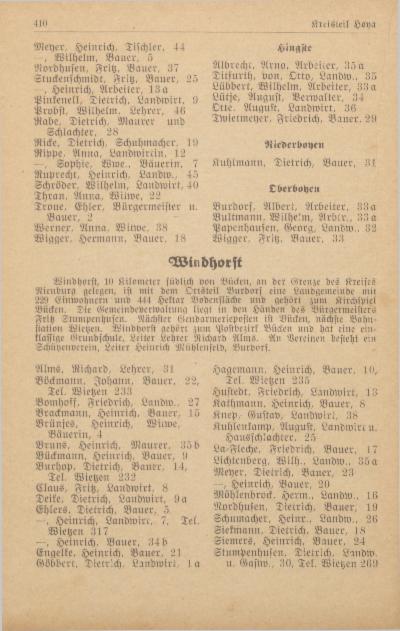 410
Kreisteil Hoya
Meyer, Heinrich, Tischler, 44
—, Wilhelm, Bauer, 5
Nordhusen, Fritz, Bauer, 37
Stuckenschmidt, Fritz, Bauer, 25
—, Heinrich, Arbeiter, 13a
Pinkenell, Dietrich, Landwirt, 9
Probst, Wilhelm, Lehrer, 46
Rabe, Dietrich, Maurer und
Schlachter, 28
Ricke, Dietrich, Schuhmacher, 19
Rippe, Anna, Landwirtin, 12
—, Sophie, Wwe., Bäuerin, 7
Ruprecht, Heinrich, Landw., 45
Schröder, Wilhelm, Landwirt, 40
Thran, Anna, Witwe, 22
Troue, Ehler, Bürgermeister u.
Bauer, 2
Werner, Anna, Witwe, 38
Wigger, Hermann, Bauer, 18
Hingste
Albrecht, Arno, Arbeiter, 35a
Ditfurth, von, Otto, Landw., 35
Lübbert, Wilhelm, Arbeiter, 33a
Lütje, August, Verwalter, 34
Otte, August, Landwirt, 36
Twietmeyer, Friedrich, Bauer, 29
Niederboyen
Kuhlmann, Dietrich, Bauer, 31
Oberboyen
Burdorf, Albert, Arbeiter, 33a
Bultmann, Wilhelm, Arbtr., 33a
Papenhausen, Georg, Landw., 32
Wigger, Fritz, Bauer, 33
Windhorst
Windhorst, 10 Kilometer südlich von Bücken, an der Grenze des Kreises
Nienburg gelegen, ist mit dem Ortsteil Burdorf eine Landgemeinde mit
229 Einwohnern und 444 Hektar Bodenfläche und gehört zum Kirchspiel
Bücken. Die Gemeindeverwaltung liegt in den Händen des Bürgermeisters
Fritz Stumpenhusen. Nächster Gendarmerieposten ist Bücken, nächste Bahn-
station Wietzen. Windhorst gehört zum Postbezirk Bücken und hat eine ein-
klassige Grundschule, Leiter Lehrer Richard Alms. An Vereinen besteht ein
Schützenverein, Leiter Heinrich Mühlenfeld, Burdorf.
Alms, Richard, Lehrer, 31
Böckmann, Johann, Bauer, 22,
Tel. Wietzen 233
Bomhoff, Friedrich, Landw., 27
Brackmann, Heinrich, Bauer, 15
Brünjes, Heinrich, Witwe,
Bäuerin, 4
Bruns, Heinrich, Maurer, 35b
Bückmann, Heinrich, Bauer, 9
Burhop, Dietrich, Bauer, 14,
Tel. Wietzen 232
Claus, Fritz, Landwirt, 8
Deike, Dietrich, Landwirt, 9a
Ehlers, Dietrich, Bauer, 5
—, Heinrich, Landwirt, 7, Tel.
Wietzen 317
—, Heinrich, Bauer, 34b
Engelke, Heinrich, Bauer, 21
Göbbert, Dietrich, Landwirt, 1a
Hagemann, Heinrich, Bauer, 10,
Tel. Wietzen 235
Hustedt, Friedrich, Landwirt, 13
Kathmann, Heinrich, Bauer, 8
Knep, Gustav, Landwirt, 38
Kuhlenkamp, August, Landwirt u.
Hausschlachter, 25
La-Fleche, Friedrich, Bauer, 17
Lichtenberg, Wilh., Landw., 35a
Meyer, Dietrich, Bauer, 23
—, Heinrich, Bauer, 20
Möhlenbrok, Herm., Landw., 16
Nordhusen, Dietrich, Bauer, 19
Schumacher, Heinr., Landw., 26
Siekmann, Dietrich, Bauer, 18
Siemers, Heinrich, Bauer, 24
Stumpenhusen, Dietrich, Landw.
u. Gastw., 30, Tel. Wietzen 269